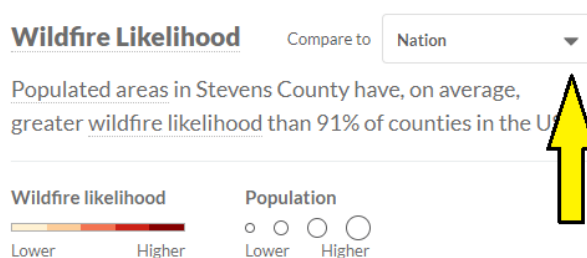 Wildfire Likelihood Compare to Nation
Populated areas in Stevens County have, on average,
greater wildfire likelihood than 91% of counties in the
Wildfire likelihood Population
Lower Higher Lower Higher